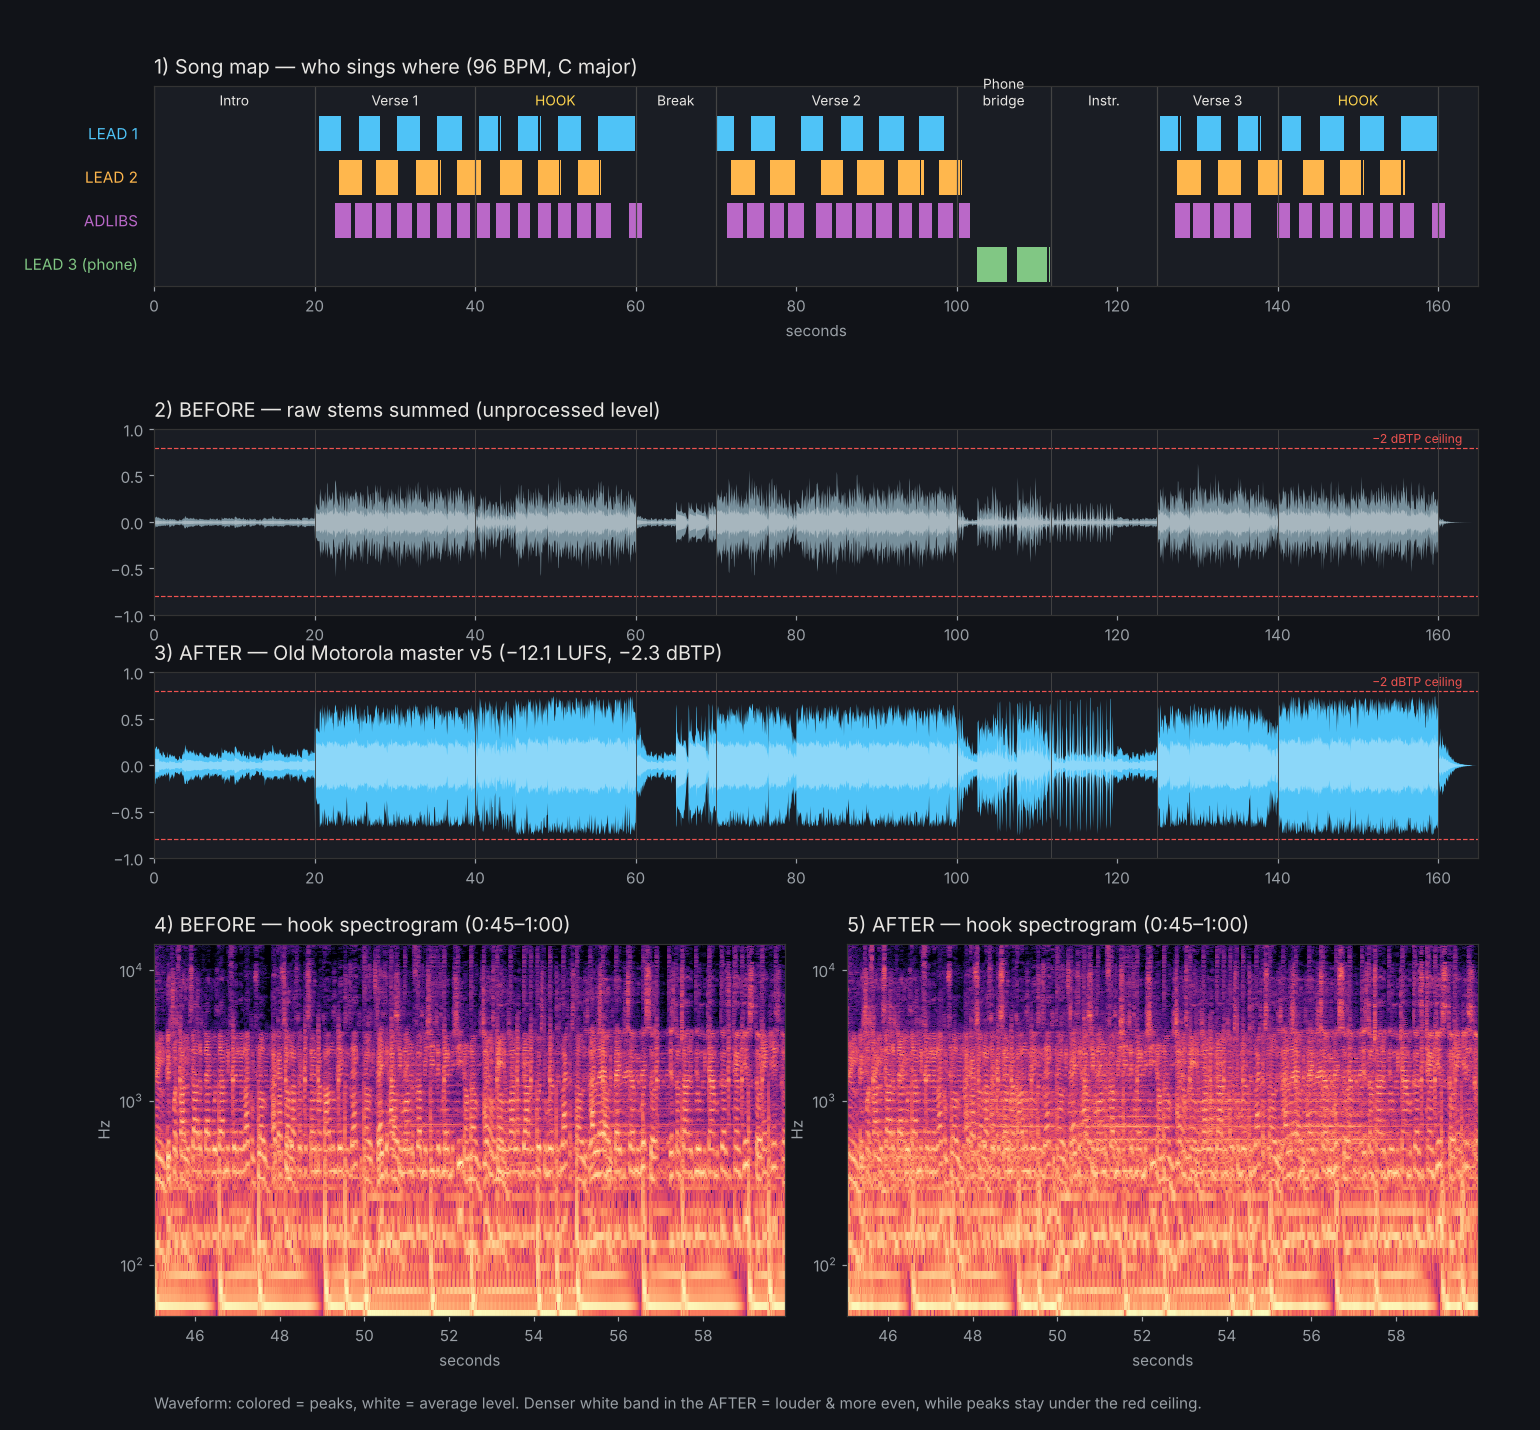 1) Song map — who sings where (96 BPM, C major)
Intro
Verse 1
HOOK
Break
Verse 2
Phone
bridge
Instr.
Verse 3
HOOK
LEAD 1
LEAD 2
ADLIBS
LEAD 3 (phone)
0 20 40 60 80 100 120 140 160
seconds
2) BEFORE — raw stems summed (unprocessed level)
−2 dBTP ceiling
1.0
0.5
0.0
−0.5
−1.0
0 20 40 60 80 100 120 140 160
3) AFTER — Old Motorola master v5 (−12.1 LUFS, −2.3 dBTP)
−2 dBTP ceiling
1.0
0.5
0.0
−0.5
−1.0
0 20 40 60 80 100 120 140 160
4) BEFORE — hook spectrogram (0:45–1:00)
10⁴
10³
10²
Hz
46 48 50 52 54 56 58
seconds
5) AFTER — hook spectrogram (0:45–1:00)
10⁴
10³
10²
Hz
46 48 50 52 54 56 58
seconds
Waveform: colored = peaks, white = average level. Denser white band in the AFTER = louder & more even, while peaks stay under the red ceiling.